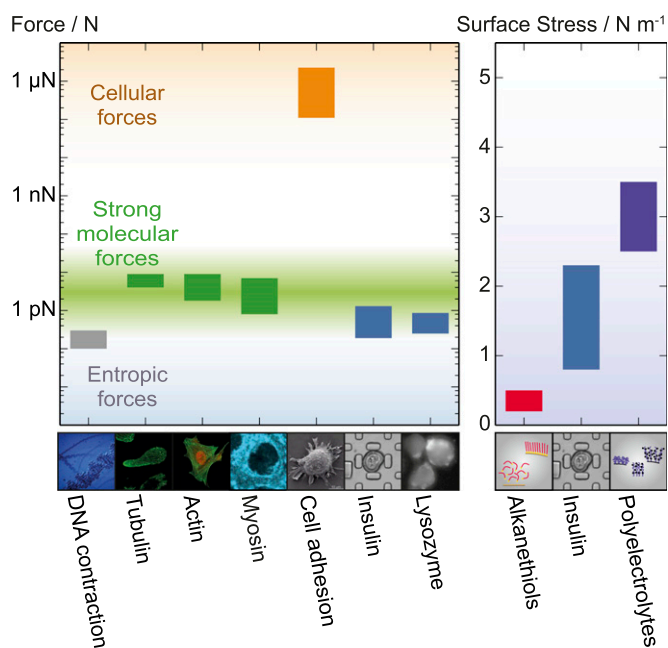 Force / N
1 µN
1 nN
1 pN
Cellular
forces
Strong
molecular
forces
Entropic
forces
DNA contraction
Tubulin
Actin
Myosin
Cell adhesion
Insulin
Lysozyme
Surface Stress / N m⁻¹
5
4
3
2
1
0
Alkanethiols
Insulin
Polyelectrolytes